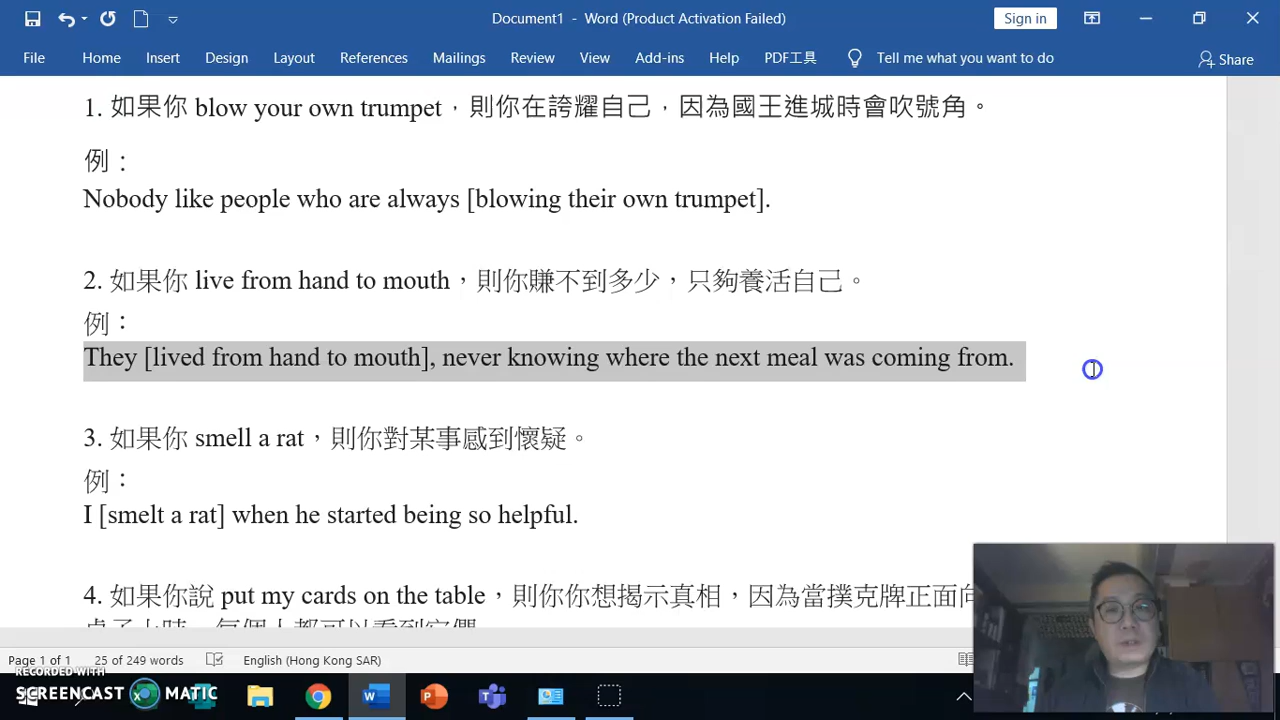 Document1 - Word (Product Activation Failed)
Sign in
File Home Insert Design Layout References Mailings Review View Add-ins Help PDF工具 Tell me what you want to do Share
1. 如果你 blow your own trumpet，則你在誇耀自己，因為國王進城時會吹號角。
例：
Nobody like people who are always [blowing their own trumpet].
2. 如果你 live from hand to mouth，則你賺不到多少，只夠養活自己。
例：
They [lived from hand to mouth], never knowing where the next meal was coming from.
3. 如果你 smell a rat，則你對某事感到懷疑。
例：
I [smelt a rat] when he started being so helpful.
4. 如果你說 put my cards on the table，則你你想揭示真相，因為當撲克牌正面向
Page 1 of 1 25 of 249 words English (Hong Kong SAR)
RECORDED WITH
SCREENCAST MATIC